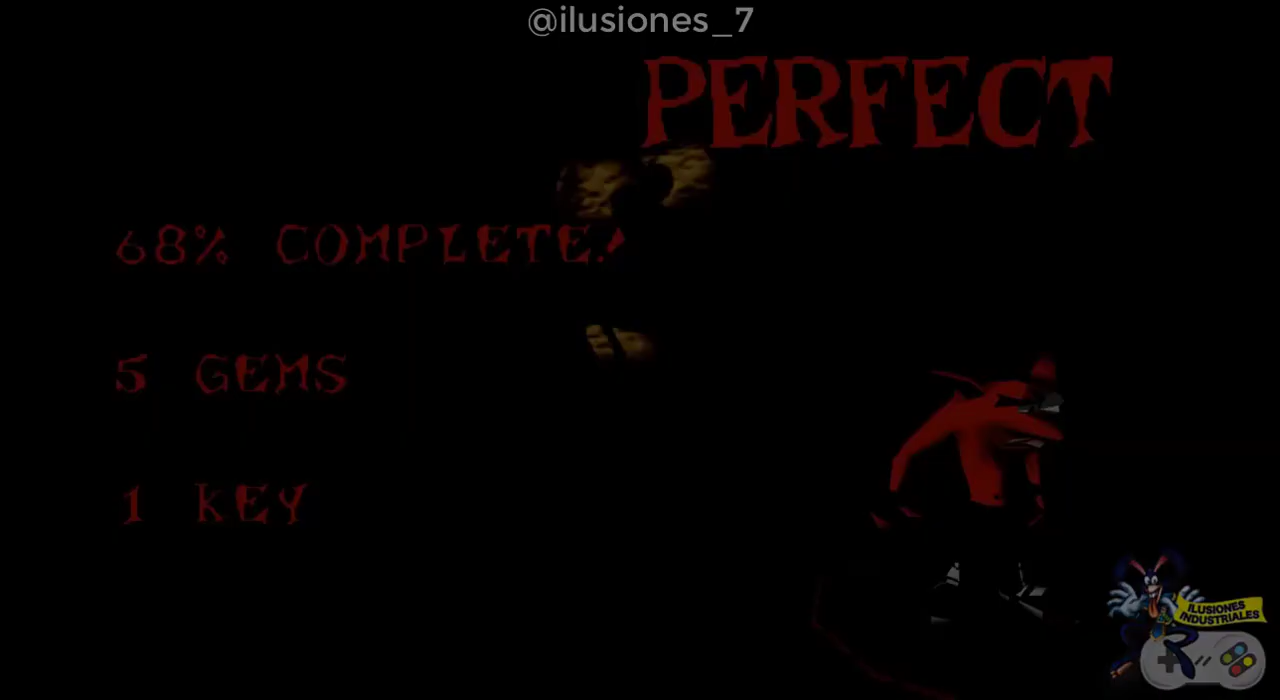 @ilusiones_7
PERFECT
68% COMPLETE!
5 GEMS
1 KEY
ILUSIONES
INDUSTRIALES